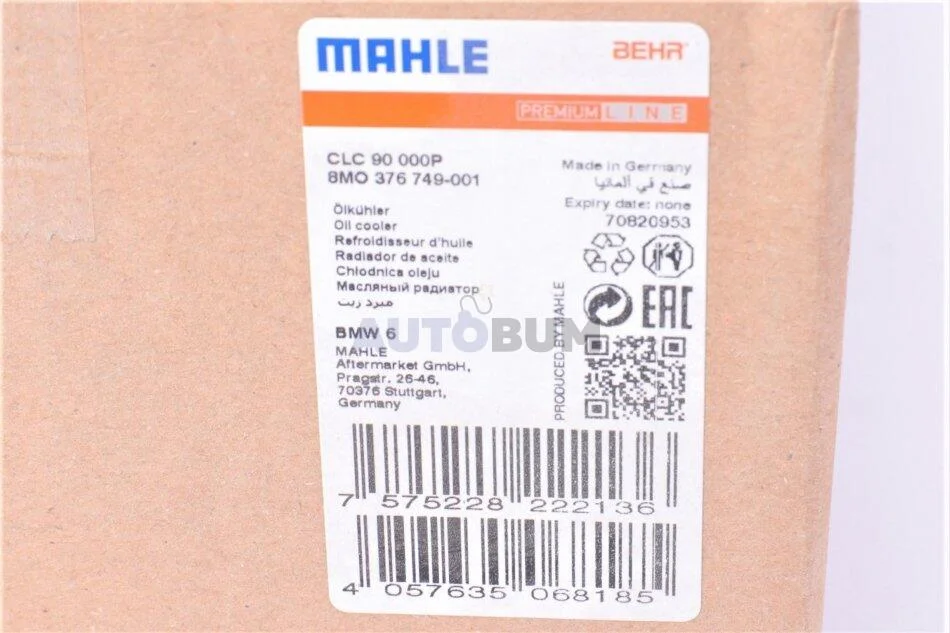 MAHLE
BEHR
PREMIUM LINE
CLC 90 000P
8MO 376 749-001
Made in Germany
صنع في ألمانيا
Expiry date: none
70820953
Ölkühler
Oil cooler
Refroidisseur d'huile
Radiador de aceite
Chłodnica oleju
Масляный радиатор
مبرد زيت
EAC
PRODUCED BY MAHLE
AUTOBUM
BMW 6
MAHLE
Aftermarket GmbH,
Pragstr. 26-46,
70376 Stuttgart,
Germany
7 575228 222136
4 057635 068185